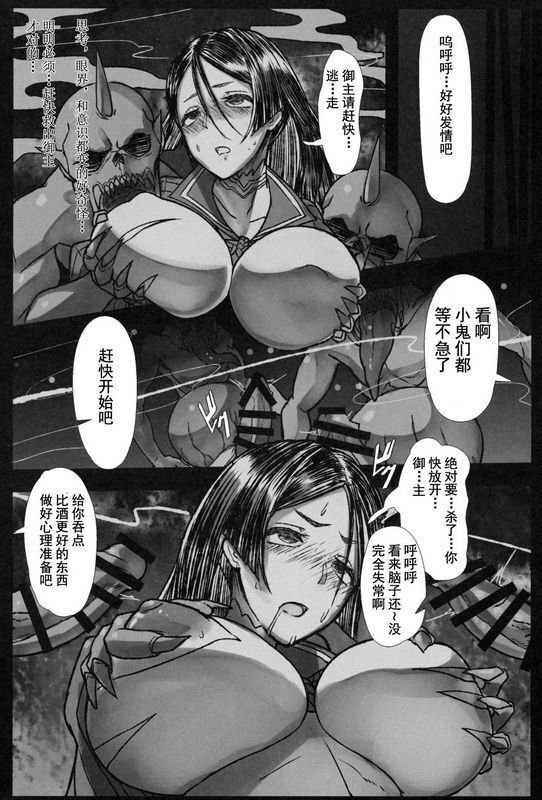 呜呼呼…好好发情吧
御主请赶快…
逃…走
思考，眼界，和意识都变的好奇怪…
明明必须…赶快救出御主
才对的…
看啊
小鬼们都
等不急了
赶快开始吧
绝对要…杀了…你
快放开…
御…主
呼呼呼
看来脑子还~没
完全失常啊
给你吞点
比酒更好的东西
做好心理准备吧